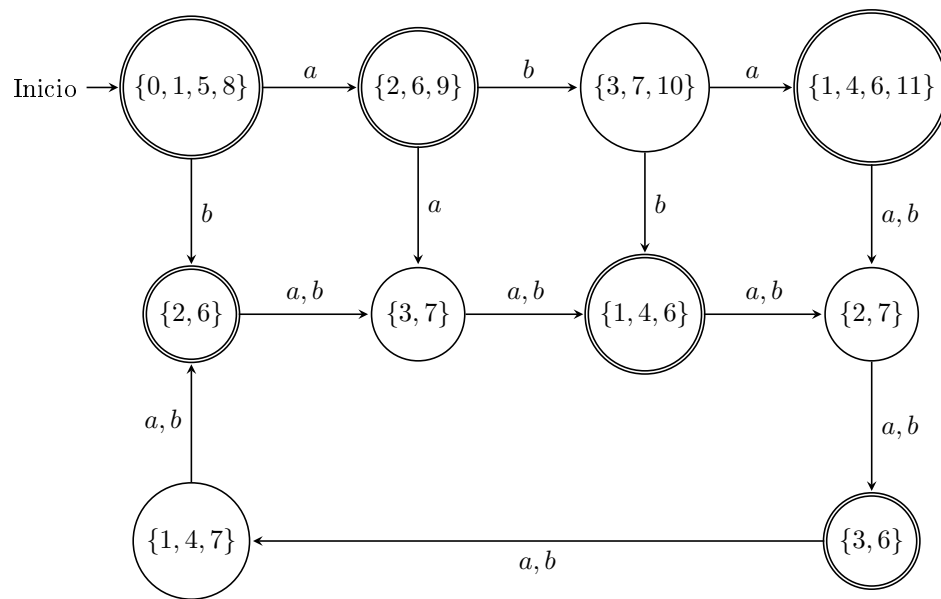 Inicio {0, 1, 5, 8} a {2, 6, 9} b {3, 7, 10} a {1, 4, 6, 11}
b a b a, b
{2, 6} a, b {3, 7} a, b {1, 4, 6} a, b {2, 7}
a, b a, b
{1, 4, 7} a, b {3, 6}